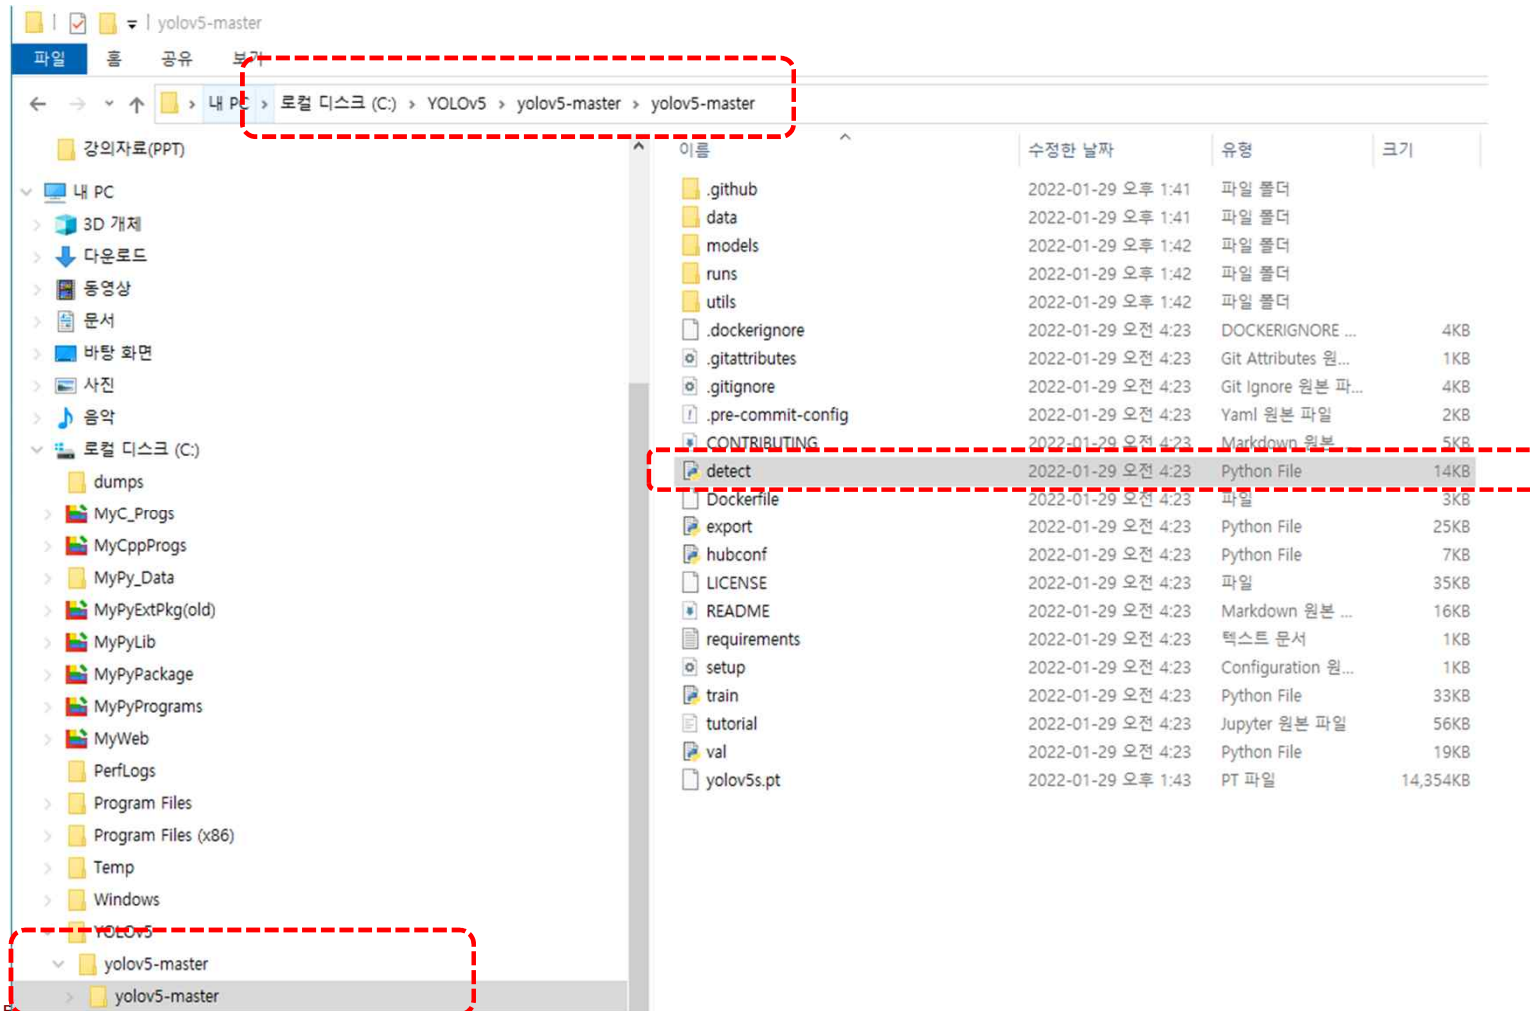 yolov5-master
파일 홈 공유 보기
내 PC > 로컬 디스크 (C:) > YOLOv5 > yolov5-master > yolov5-master
강의자료(PPT)
내 PC
3D 개체
다운로드
동영상
문서
바탕 화면
사진
음악
로컬 디스크 (C:)
dumps
MyC_Progs
MyCppProgs
MyPy_Data
MyPyExtPkg(old)
MyPyLib
MyPyPackage
MyPyPrograms
MyWeb
PerfLogs
Program Files
Program Files (x86)
Temp
Windows
YOLOv5
yolov5-master
yolov5-master
이름 수정한 날짜 유형 크기
.github 2022-01-29 오후 1:41 파일 폴더
data 2022-01-29 오후 1:41 파일 폴더
models 2022-01-29 오후 1:42 파일 폴더
runs 2022-01-29 오후 1:42 파일 폴더
utils 2022-01-29 오후 1:42 파일 폴더
.dockerignore 2022-01-29 오전 4:23 DOCKERIGNORE ... 4KB
.gitattributes 2022-01-29 오전 4:23 Git Attributes 원... 1KB
.gitignore 2022-01-29 오전 4:23 Git Ignore 원본 파... 4KB
.pre-commit-config 2022-01-29 오전 4:23 Yaml 원본 파일 2KB
CONTRIBUTING 2022-01-29 오전 4:23 Markdown 원본 ... 5KB
detect 2022-01-29 오전 4:23 Python File 14KB
Dockerfile 2022-01-29 오전 4:23 파일 3KB
export 2022-01-29 오전 4:23 Python File 25KB
hubconf 2022-01-29 오전 4:23 Python File 7KB
LICENSE 2022-01-29 오전 4:23 파일 35KB
README 2022-01-29 오전 4:23 Markdown 원본 ... 16KB
requirements 2022-01-29 오전 4:23 텍스트 문서 1KB
setup 2022-01-29 오전 4:23 Configuration 원... 1KB
train 2022-01-29 오전 4:23 Python File 33KB
tutorial 2022-01-29 오전 4:23 Jupyter 원본 파일 56KB
val 2022-01-29 오전 4:23 Python File 19KB
yolov5s.pt 2022-01-29 오후 1:43 PT 파일 14,354KB